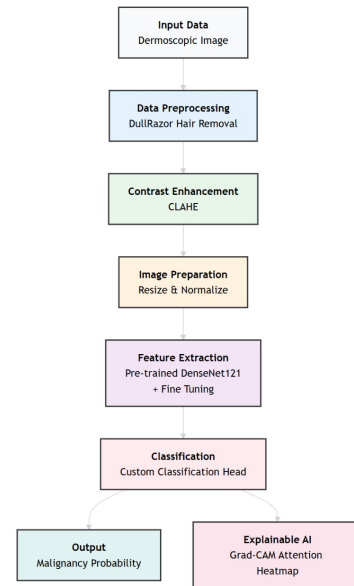 Input Data
Dermoscopic Image
Data Preprocessing
DullRazor Hair Removal
Contrast Enhancement
CLAHE
Image Preparation
Resize & Normalize
Feature Extraction
Pre-trained DenseNet121
+ Fine Tuning
Classification
Custom Classification Head
Output
Malignancy Probability
Explainable AI
Grad-CAM Attention
Heatmap